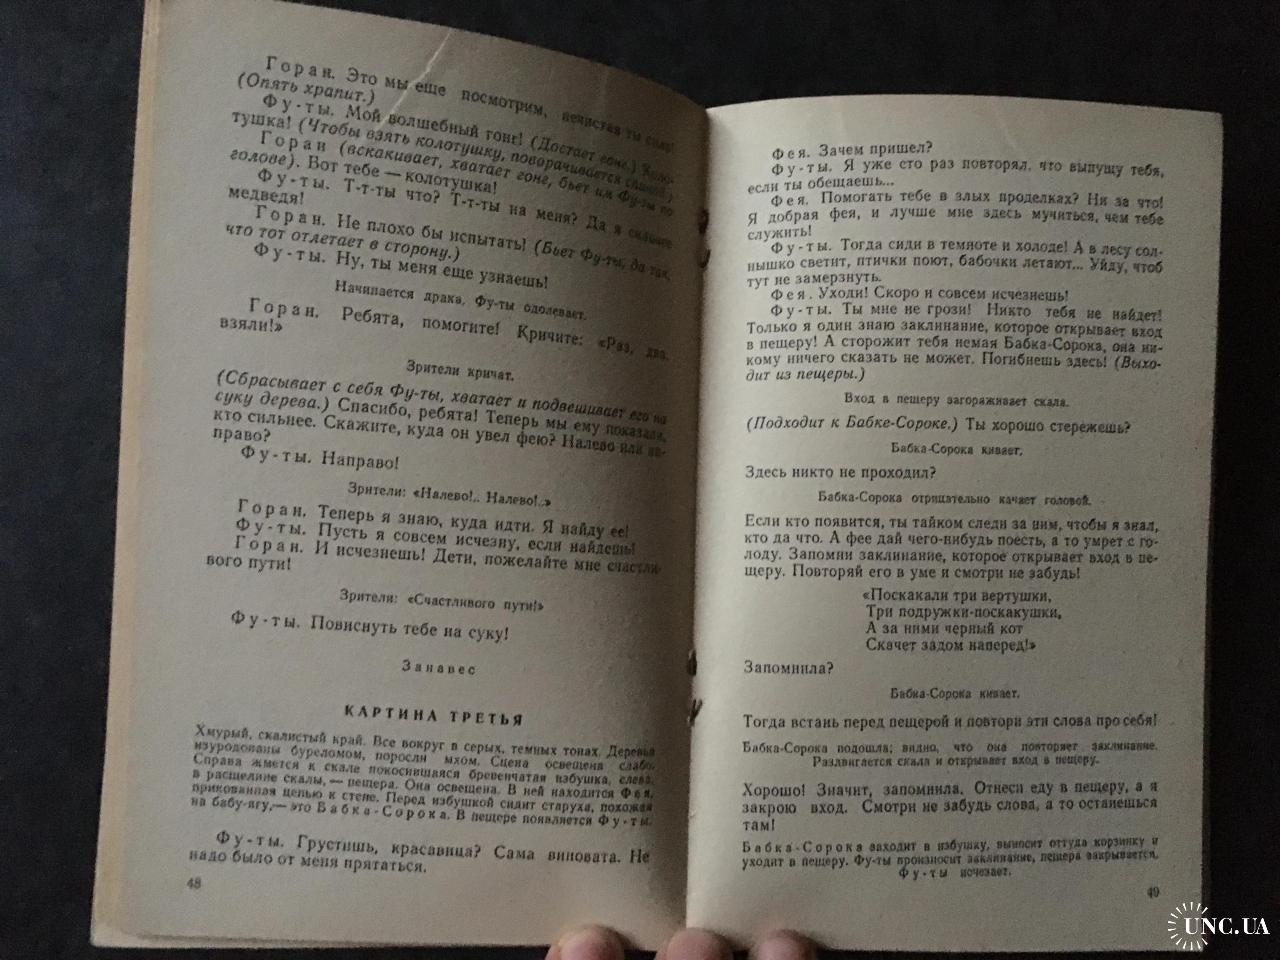 Горан. Это мы еще посмотрим, нечистая ты сила!
(Опять храпит.)
Фу-ты. Мой волшебный гонг! (Достает гонг.) Коло-
тушка! (Чтобы взять колотушку, поворачивается спиной.)
Горан (вскакивает, хватает гонг, бьет им Фу-ты по
голове). Вот тебе — колотушка!
Фу-ты. Т-т-ты что? Т-т-ты на меня? Да я сильнее
медведя!
Горан. Не плохо бы испытать! (Бьет Фу-ты, да так,
что тот отлетает в сторону.)
Фу-ты. Ну, ты меня еще узнаешь!
Начинается драка. Фу-ты одолевает.
Горан. Ребята, помогите! Кричите: «Раз, два,
взяли!»
Зрители кричат.
(Сбрасывает с себя Фу-ты, хватает и подвешивает его на
суку дерева.) Спасибо, ребята! Теперь мы ему показали,
кто сильнее. Скажите, куда он увел фею? Налево или на-
право?
Фу-ты. Направо!
Зрители: «Налево!.. Налево!..»
Горан. Теперь я знаю, куда идти. Я найду ее!
Фу-ты. Пусть я совсем исчезну, если найдешь!
Горан. И исчезнешь! Дети, пожелайте мне счастли-
вого пути!
Зрители: «Счастливого пути!»
Фу-ты. Повиснуть тебе на суку!
Занавес
КАРТИНА ТРЕТЬЯ
Хмурый, скалистый край. Все вокруг в серых, темных тонах. Деревья
изуродованы буреломом, поросли мхом. Сцена освещена слабо.
Справа жмется к скале покосившаяся бревенчатая избушка, слева,
в расщелине скалы, — пещера. Она освещена. В ней находится Фея,
прикованная цепью к стене. Перед избушкой сидит старуха, похожая
на бабу-ягу,— это Бабка-Сорока. В пещере появляется Фу-ты.
Фу-ты. Грустишь, красавица? Сама виновата. Не
надо было от меня прятаться.
48
Фея. Зачем пришел?
Фу-ты. Я уже сто раз повторял, что выпущу тебя,
если ты обещаешь...
Фея. Помогать тебе в злых проделках? Ни за что!
Я добрая фея, и лучше мне здесь мучиться, чем тебе
служить!
Фу-ты. Тогда сиди в темноте и холоде! А в лесу сол-
нышко светит, птички поют, бабочки летают... Уйду, чтоб
тут не замерзнуть.
Фея. Уходи! Скоро и совсем исчезнешь!
Фу-ты. Ты мне не грози! Никто тебя не найдет!
Только я один знаю заклинание, которое открывает вход
в пещеру! А сторожит тебя немая Бабка-Сорока, она ни-
кому ничего сказать не может. Погибнешь здесь! (Выхо-
дит из пещеры.)
Вход в пещеру загораживает скала.
(Подходит к Бабке-Сороке.) Ты хорошо стережешь?
Бабка-Сорока кивает.
Здесь никто не проходил?
Бабка-Сорока отрицательно качает головой.
Если кто появится, ты тайком следи за ним, чтобы я знал,
кто да что. А фее дай чего-нибудь поесть, а то умрет с го-
лоду. Запомни заклинание, которое открывает вход в пе-
щеру. Повторяй его в уме и смотри не забудь!
«Поскакали три вертушки,
Три подружки-поскакушки,
А за ними черный кот
Скачет задом наперед!»
Запомнила?
Бабка-Сорока кивает.
Тогда встань перед пещерой и повтори эти слова про себя!
Бабка-Сорока подошла; видно, что она повторяет заклинание.
Раздвигается скала и открывает вход в пещеру.
Хорошо! Значит, запомнила. Отнеси еду в пещеру, а я
закрою вход. Смотри не забудь слова, а то останешься
там!
Бабка-Сорока заходит в избушку, выносит оттуда корзинку и
уходит в пещеру. Фу-ты произносит заклинание, пещера закрывается,
Фу-ты исчезает.
49
UNC.UA